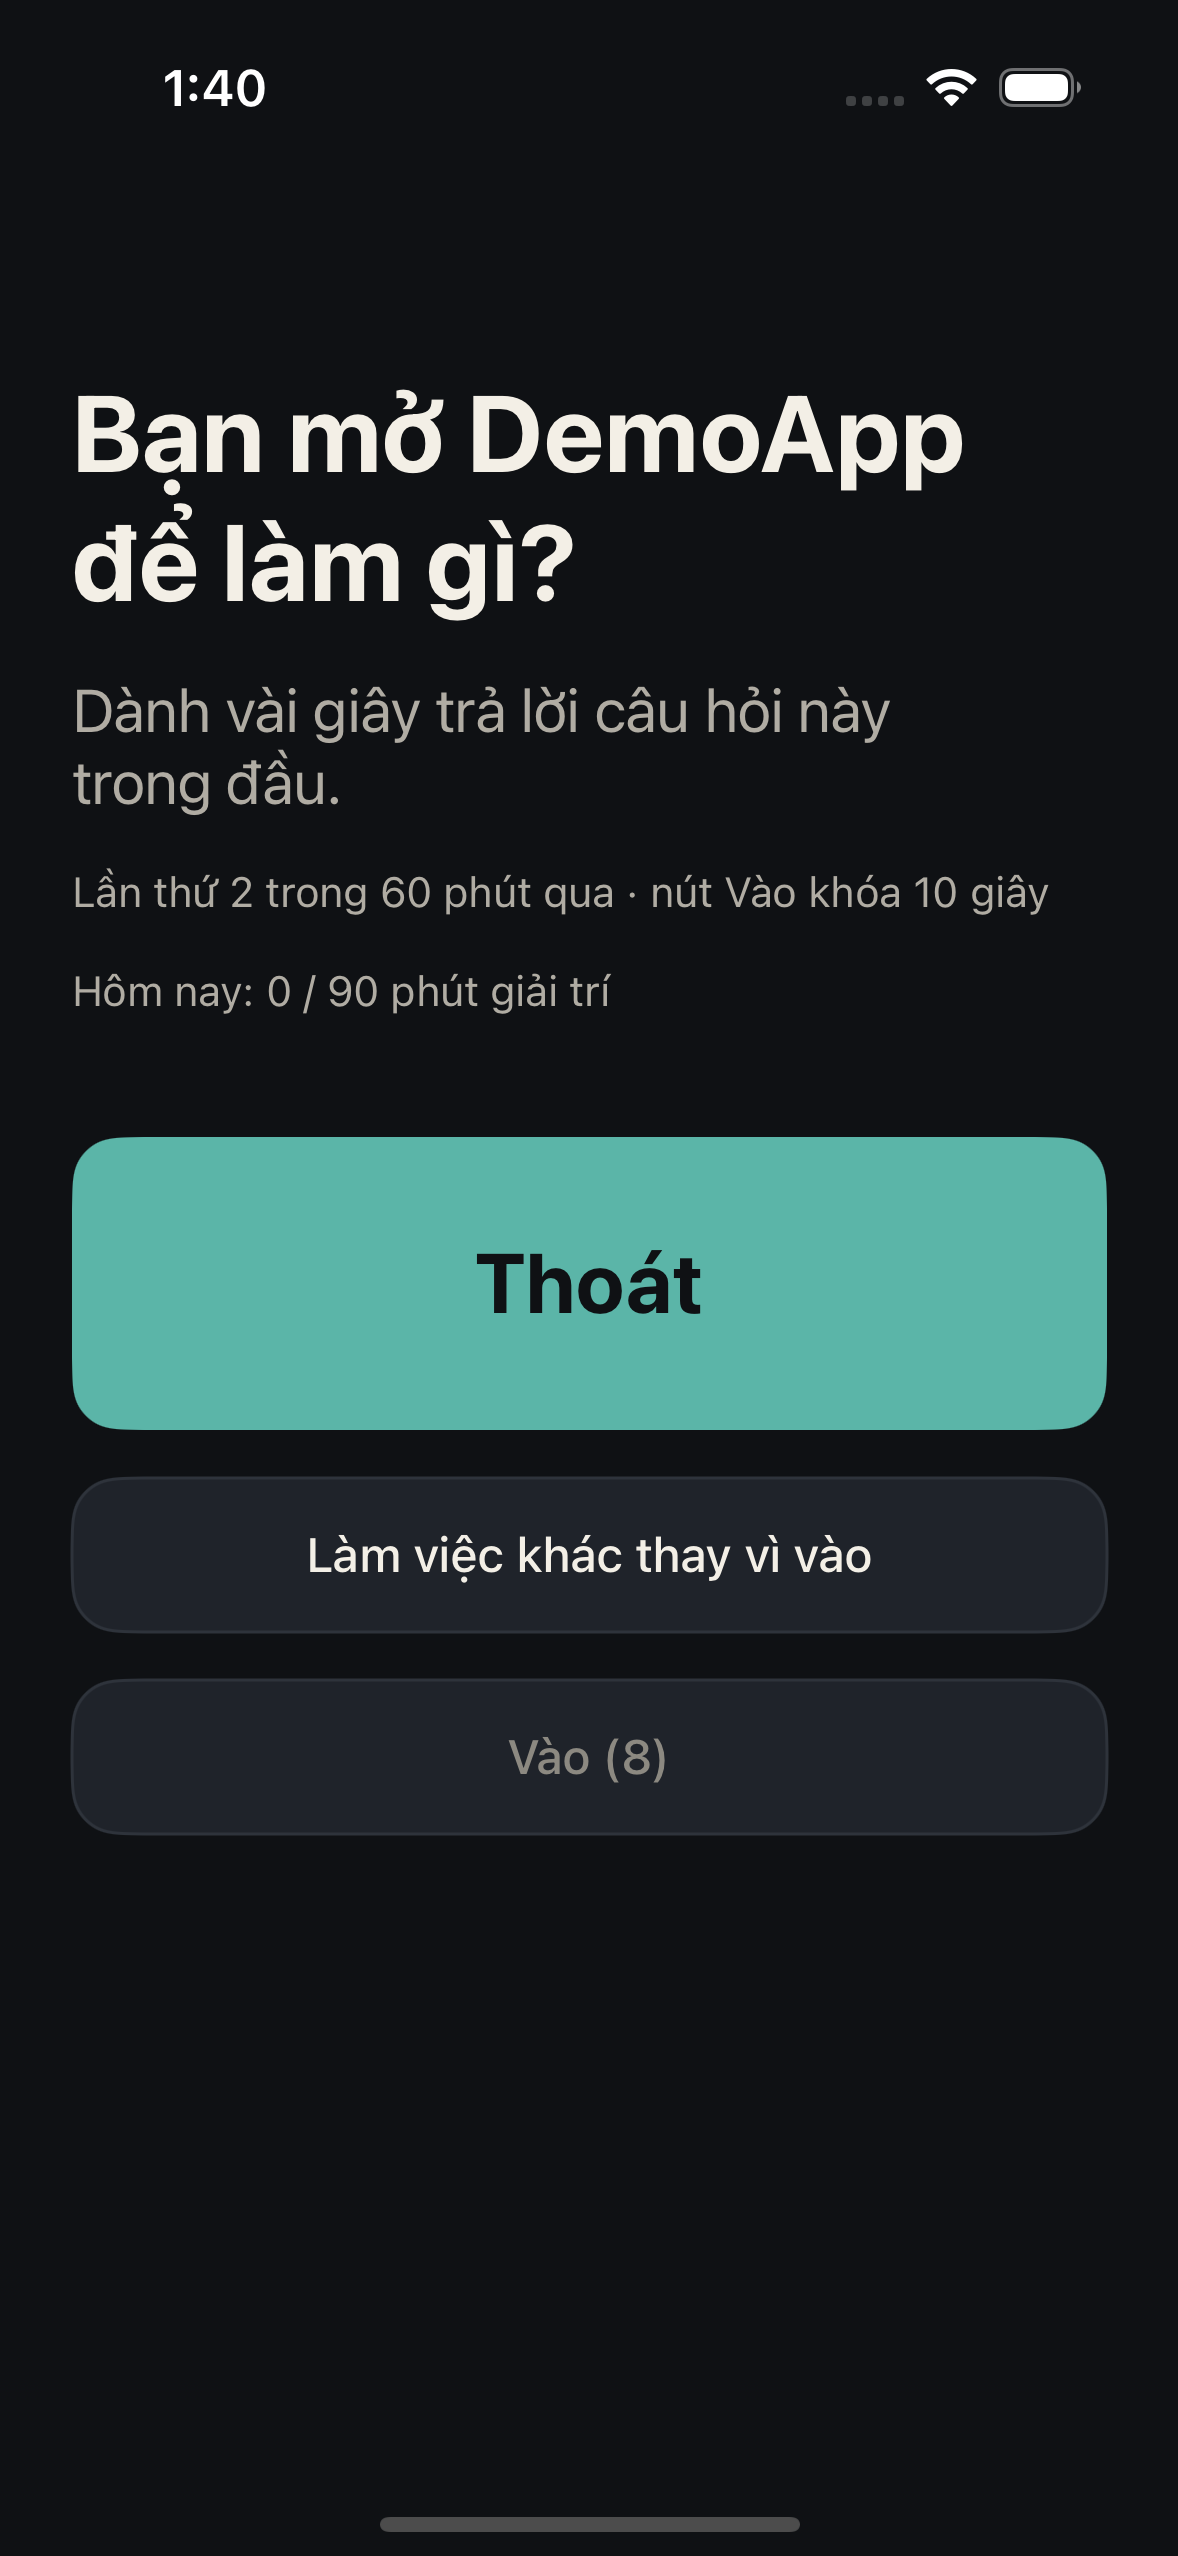 1:40
Bạn mở DemoApp
để làm gì?
Dành vài giây trả lời câu hỏi này
trong đầu.
Lần thứ 2 trong 60 phút qua · nút Vào khóa 10 giây
Hôm nay: 0 / 90 phút giải trí
Thoát
Làm việc khác thay vì vào
Vào (8)